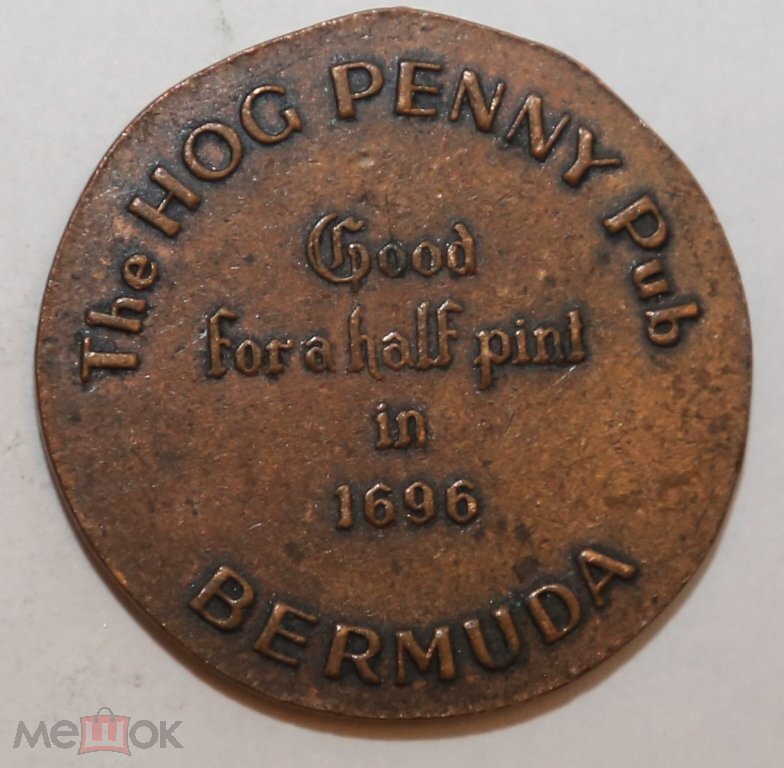 The HOG PENNY Pub
Good
for a half pint
in
1696
BERMUDA
мешок